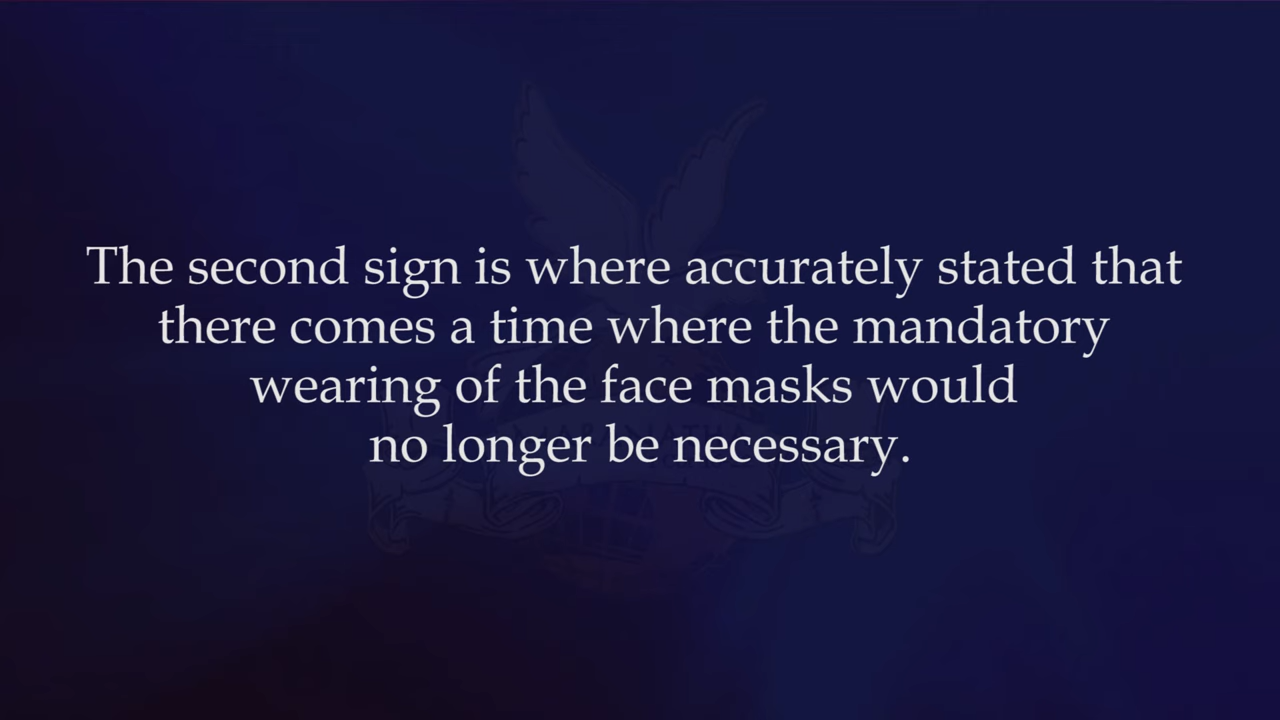 The second sign is where accurately stated that
there comes a time where the mandatory
wearing of the face masks would
no longer be necessary.